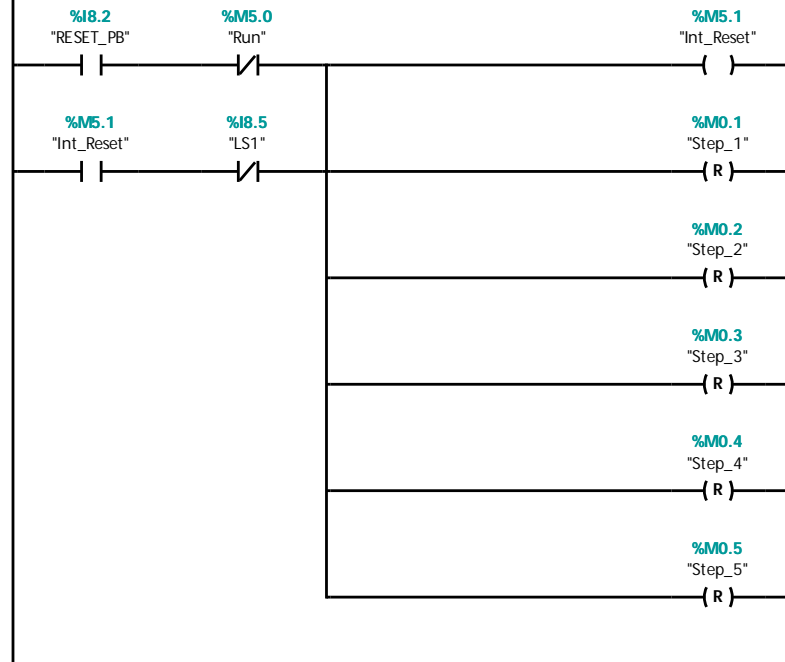 %I8.2 %M5.0 %M5.1
"RESET_PB" "Run" "Int_Reset"
%M5.1 %I8.5 %M0.1
"Int_Reset" "LS1" "Step_1"
R
%M0.2
"Step_2"
R
%M0.3
"Step_3"
R
%M0.4
"Step_4"
R
%M0.5
"Step_5"
R